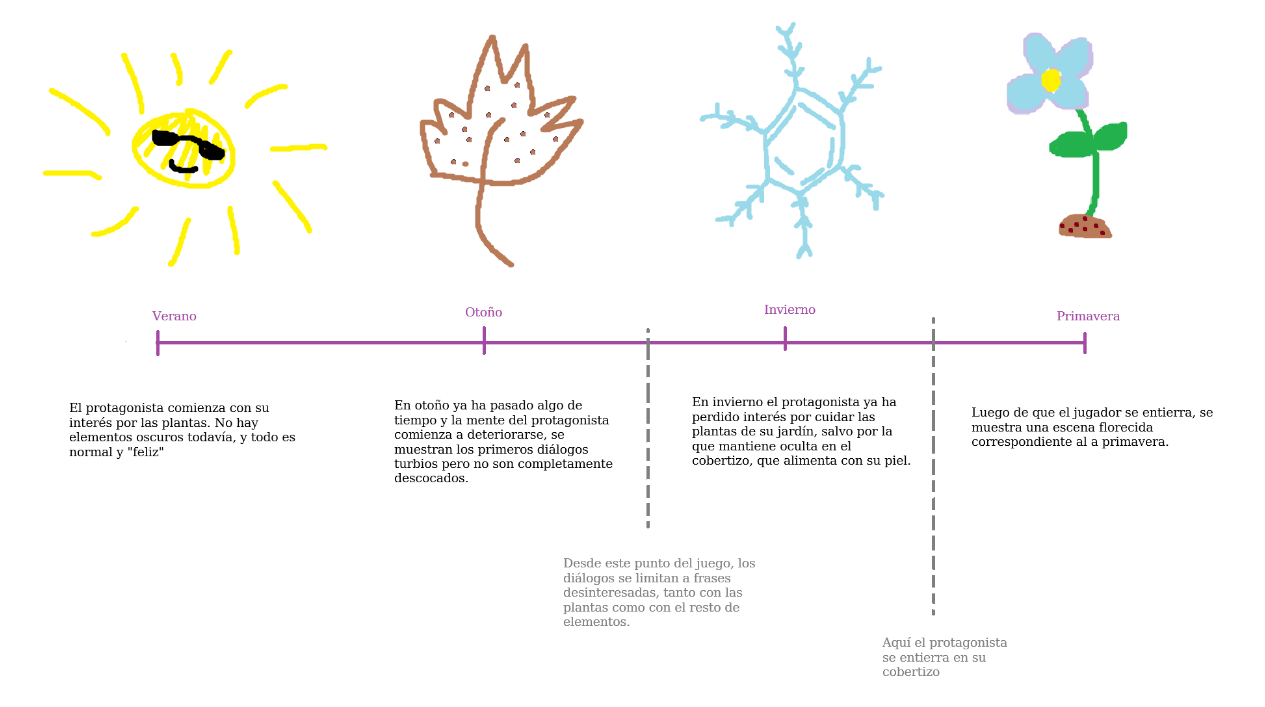 Verano
Otoño
Invierno
Primavera
El protagonista comienza con su
interés por las plantas. No hay
elementos oscuros todavía, y todo es
normal y "feliz"
En otoño ya ha pasado algo de
tiempo y la mente del protagonista
comienza a deteriorarse, se
muestran los primeros diálogos
turbios pero no son completamente
descocados.
En invierno el protagonista ya ha
perdido interés por cuidar las
plantas de su jardín, salvo por la
que mantiene oculta en el
cobertizo, que alimenta con su piel.
Luego de que el jugador se entierra, se
muestra una escena florecida
correspondiente al a primavera.
Desde este punto del juego, los
diálogos se limitan a frases
desinteresadas, tanto con las
plantas como con el resto de
elementos.
Aquí el protagonista
se entierra en su
cobertizo